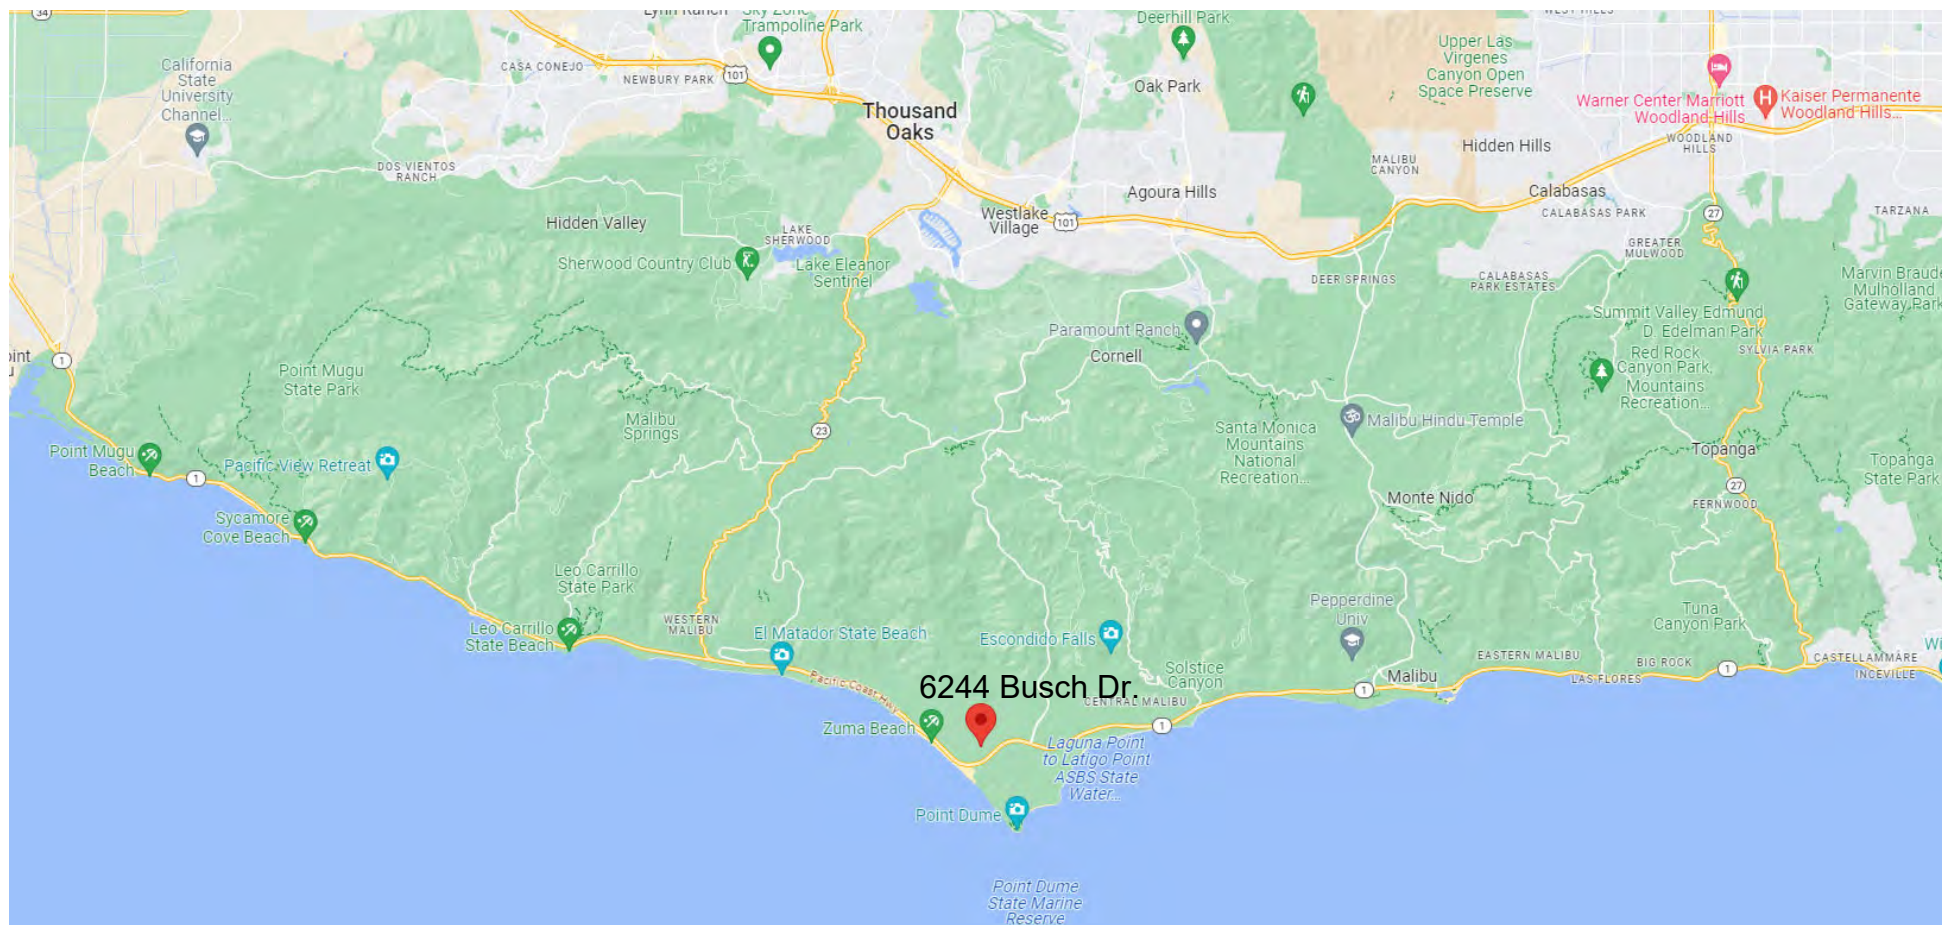 34
Lynn Ranch
Sky Zone
Trampoline Park
Deerhill Park
WEST HILLS
California
State
University
Channel...
CASA CONEJO
NEWBURY PARK
101
Thousand
Oaks
Oak Park
Upper Las
Virgenes
Canyon Open
Space Preserve
Warner Center Marriott
Woodland Hills
H
Kaiser Permanente
Woodland Hills...
WOODLAND
HILLS
Hidden Hills
MALIBU
CANYON
DOS VIENTOS
RANCH
Agoura Hills
Calabasas
CALABASAS PARK
27
TARZANA
Hidden Valley
LAKE
SHERWOOD
Westlake
Village
101
GREATER
MULWOOD
Sherwood Country Club
Lake Eleanor
Sentinel
DEER SPRINGS
CALABASAS
PARK ESTATES
Marvin Braude
Mulholland
Gateway Park
Summit Valley Edmund
D. Edelman Park
SYLVIA PARK
Paramount Ranch
Cornell
1
Point Mugu
State Park
Red Rock
Canyon Park,
Mountains
Recreation...
Malibu
Springs
23
Santa Monica
Mountains
National
Recreation...
Malibu Hindu Temple
Topanga
Topanga
State Park
Point Mugu
Beach
1
Pacific View Retreat
27
Monte Nido
FERNWOOD
Sycamore
Cove Beach
Leo Carrillo
State Park
Pepperdine
Univ
Tuna
Canyon Park
Leo Carrillo
State Beach
WESTERN
MALIBU
El Matador State Beach
Escondido Falls
Solstice
Canyon
EASTERN MALIBU
BIG ROCK
1
CASTELLAMMARE
Wi
INCEVILLE
LAS FLORES
Malibu
1
Pacific Coast Hwy
6244 Busch Dr.
CENTRAL MALIBU
1
Zuma Beach
Laguna Point
to Latigo Point
ASBS State
Water...
Point Dume
Point Dume
State Marine
Reserve